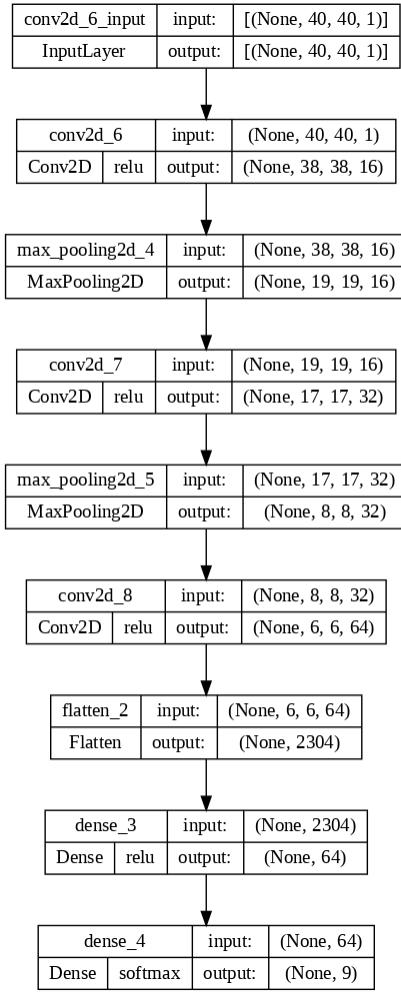 conv2d_6_input input: [(None, 40, 40, 1)]
InputLayer output: [(None, 40, 40, 1)]
conv2d_6 input: (None, 40, 40, 1)
Conv2D relu output: (None, 38, 38, 16)
max_pooling2d_4 input: (None, 38, 38, 16)
MaxPooling2D output: (None, 19, 19, 16)
conv2d_7 input: (None, 19, 19, 16)
Conv2D relu output: (None, 17, 17, 32)
max_pooling2d_5 input: (None, 17, 17, 32)
MaxPooling2D output: (None, 8, 8, 32)
conv2d_8 input: (None, 8, 8, 32)
Conv2D relu output: (None, 6, 6, 64)
flatten_2 input: (None, 6, 6, 64)
Flatten output: (None, 2304)
dense_3 input: (None, 2304)
Dense relu output: (None, 64)
dense_4 input: (None, 64)
Dense softmax output: (None, 9)